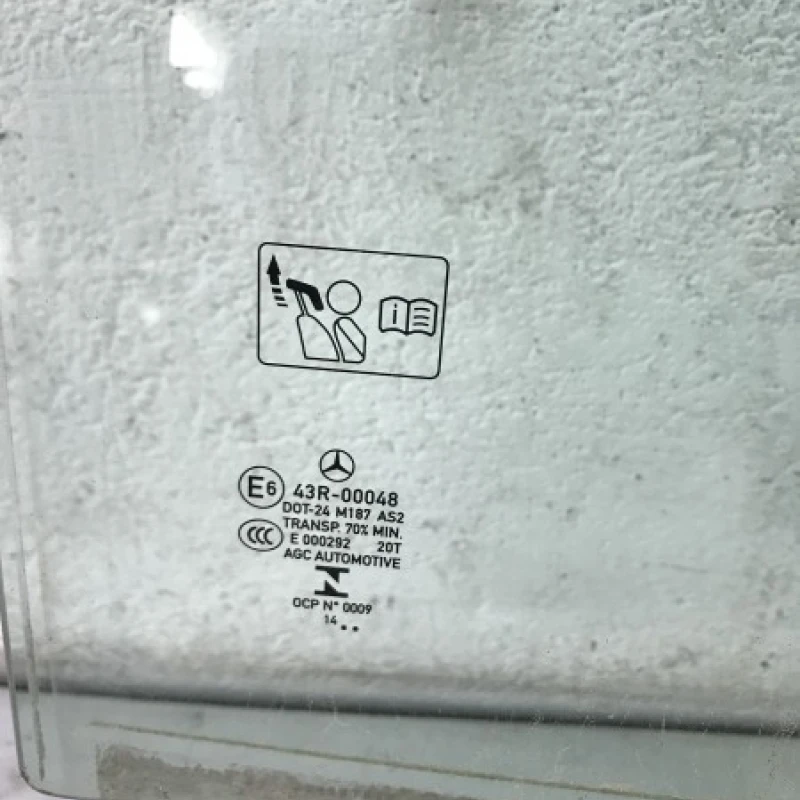 i
E6
43R-00048
DOT-24 M187 AS2
TRANSP. 70% MIN.
CCC
E 000292 20T
AGC AUTOMOTIVE
OCP N° 0009
14 . .